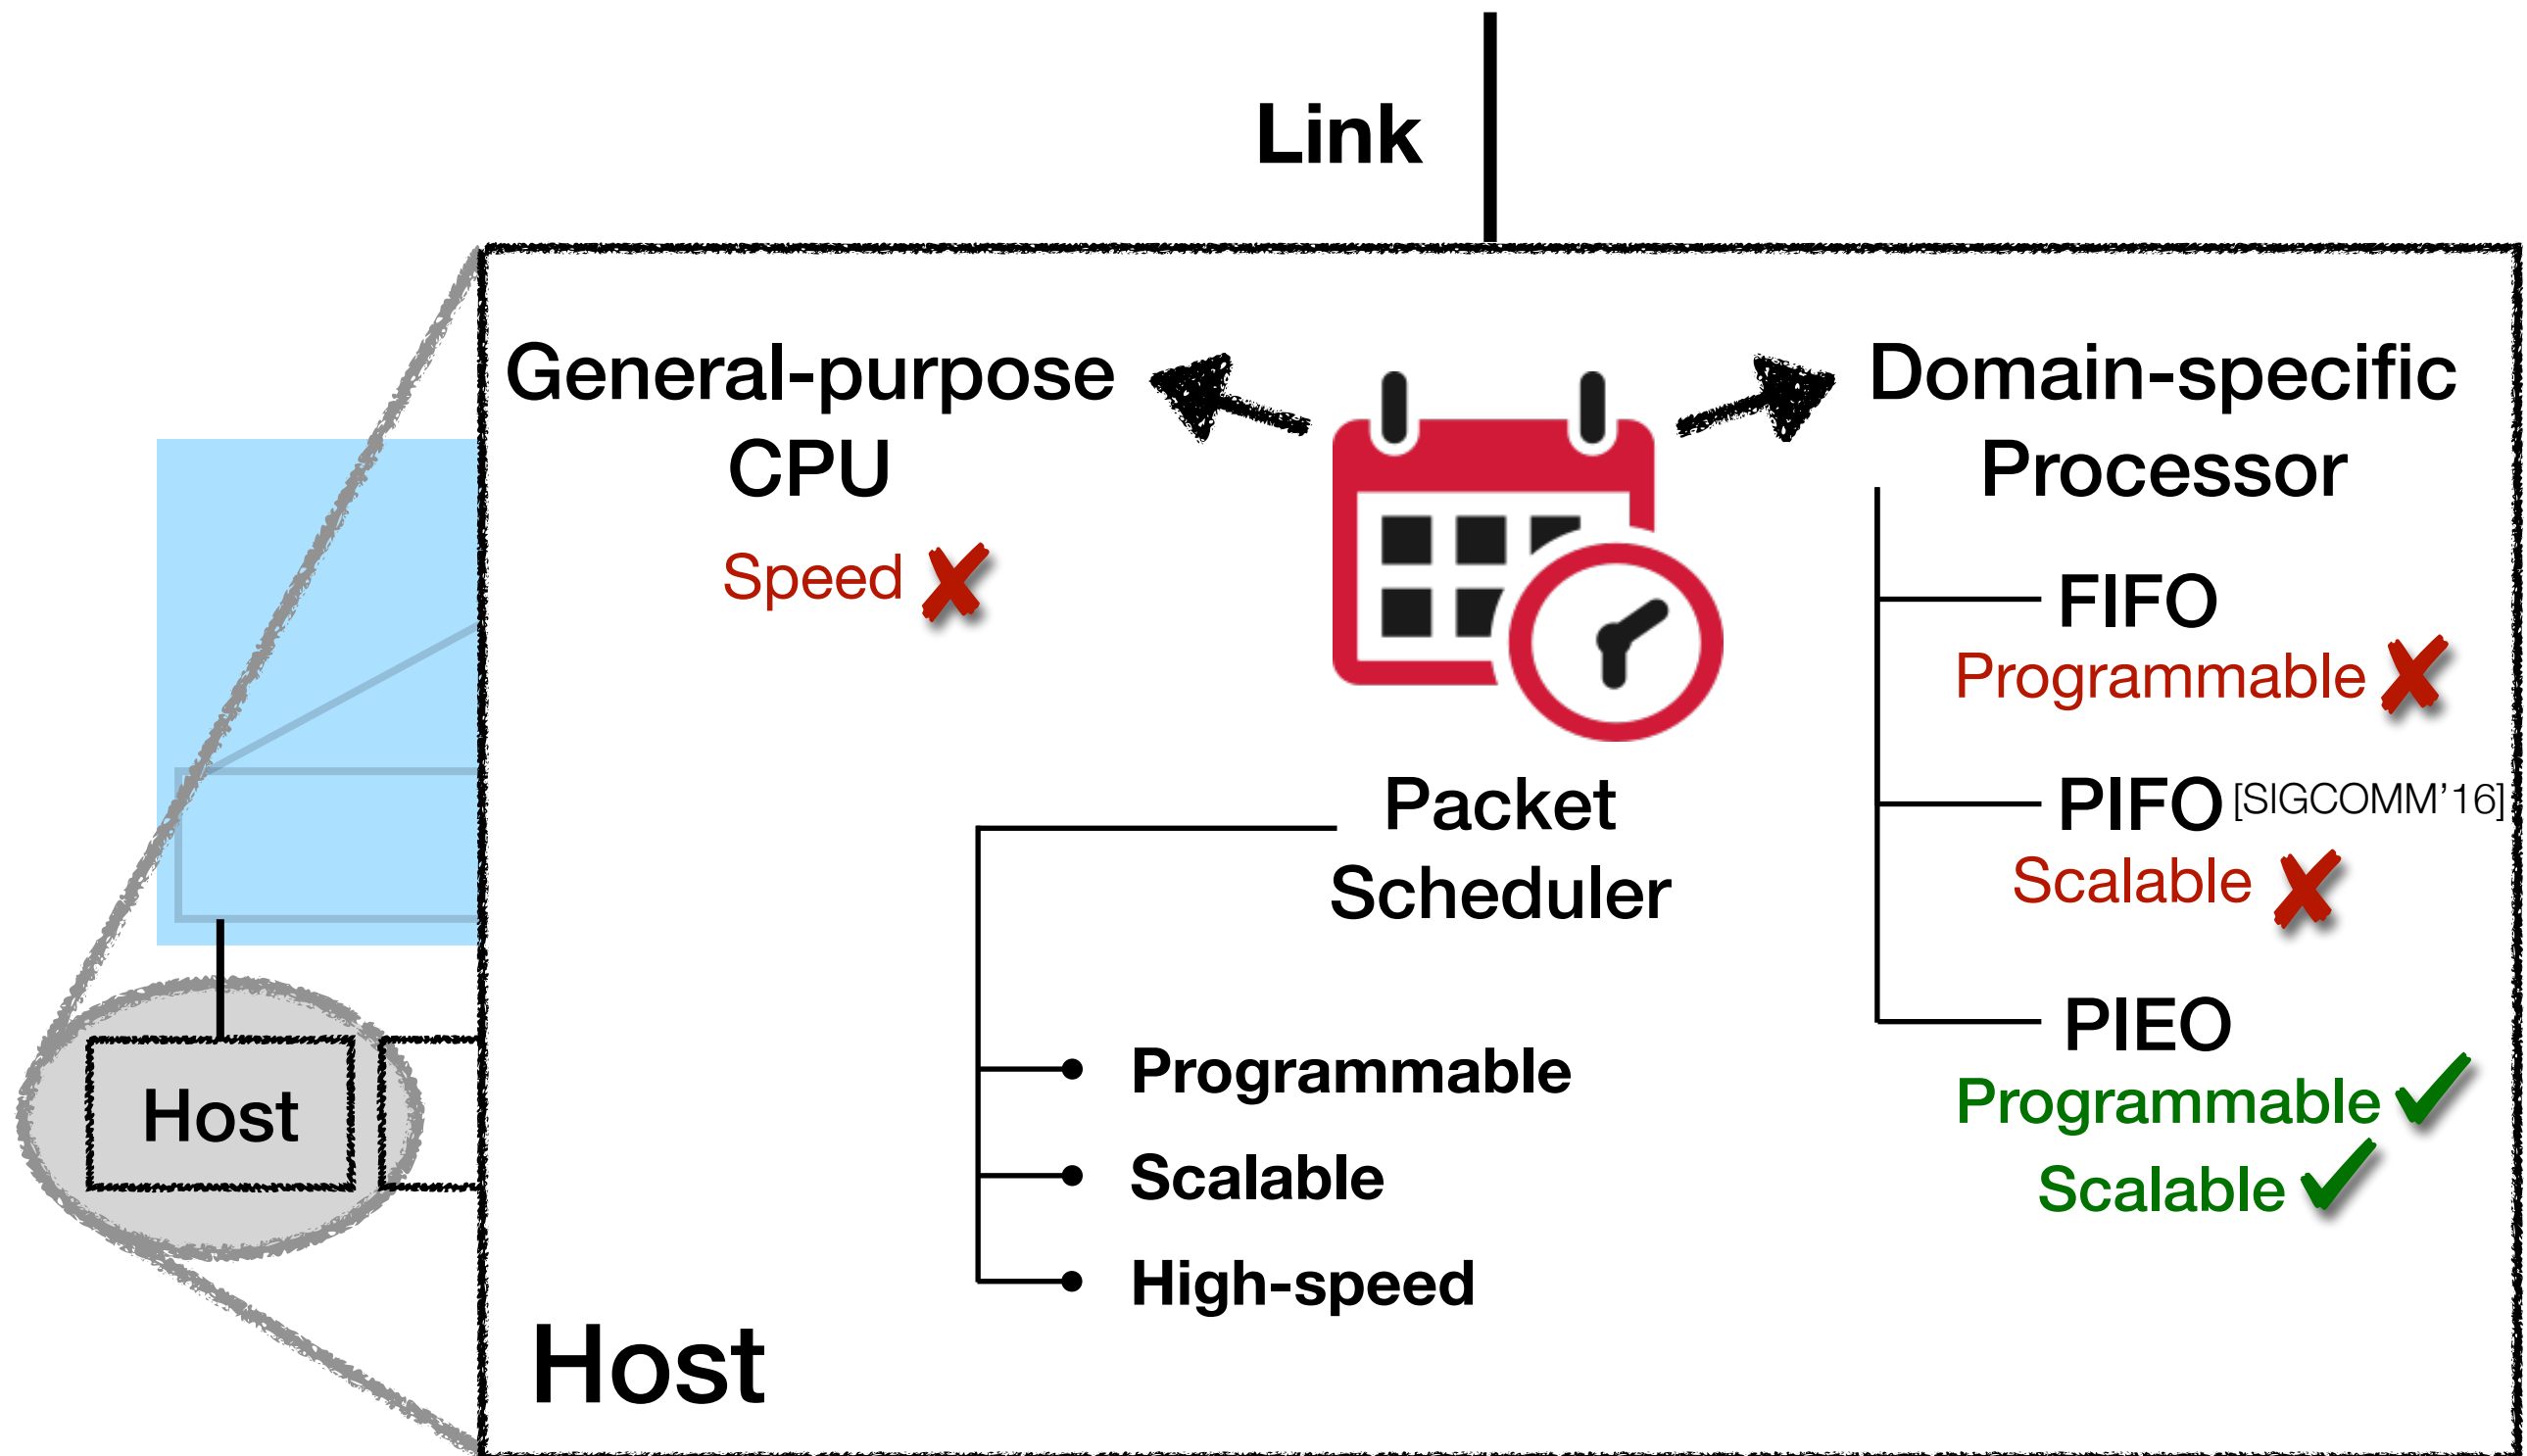 Link
General-purpose
CPU
Speed
Domain-specific
Processor
FIFO
Programmable
PIFO [SIGCOMM'16]
Scalable
PIEO
Programmable
Scalable
Packet
Scheduler
Programmable
Scalable
High-speed
Host
Host